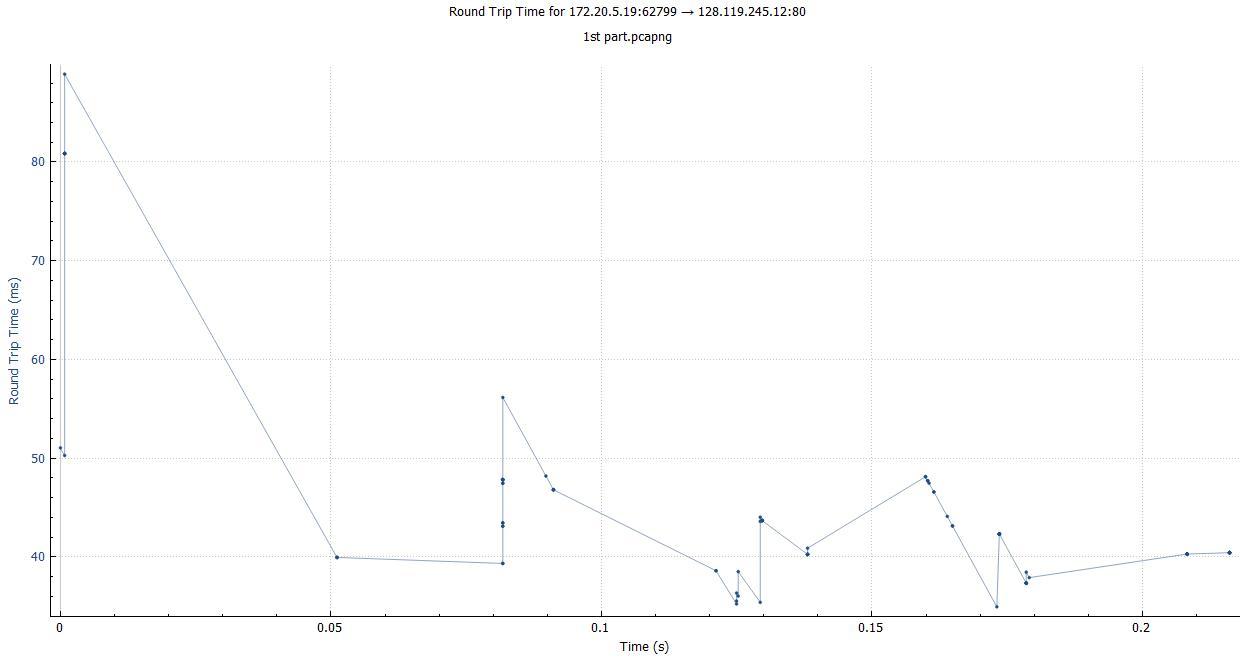 Round Trip Time for 172.20.5.19:62799 → 128.119.245.12:80
1st part.pcapng
80
70
60
50
40
Round Trip Time (ms)
0
0.05
0.1
0.15
0.2
Time (s)